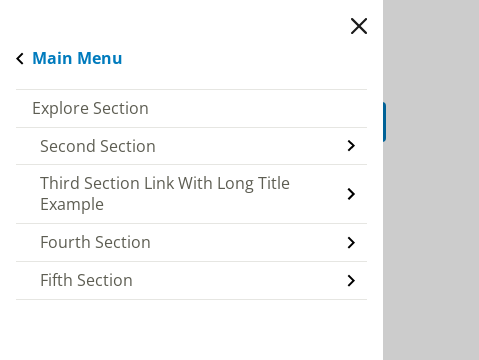 Main Menu
Explore Section
Second Section
Third Section Link With Long Title
Example
Fourth Section
Fifth Section